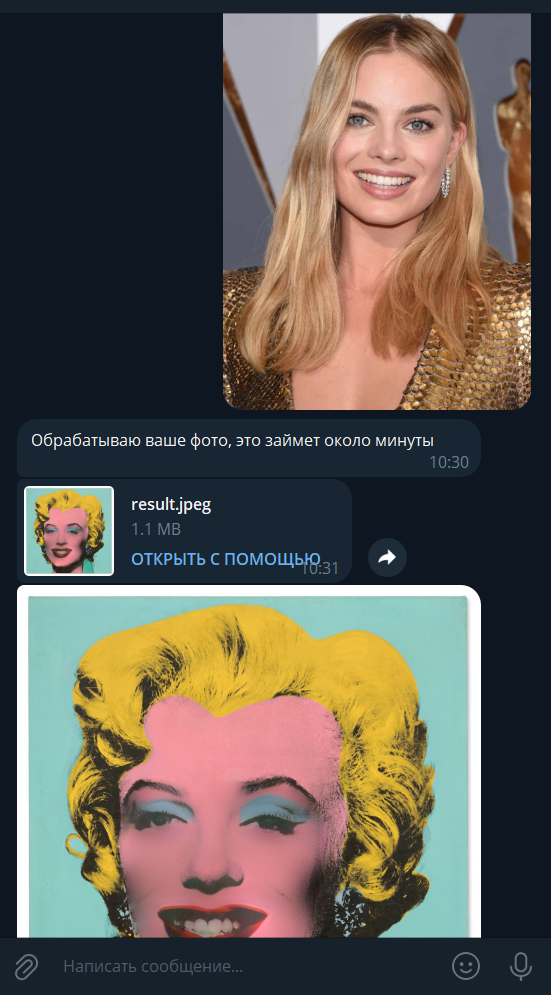 Обрабатываю ваше фото, это займет около минуты
10:30
result.jpeg
1.1 MB
ОТКРЫТЬ С ПОМОЩЬЮ
10:31
Написать сообщение...